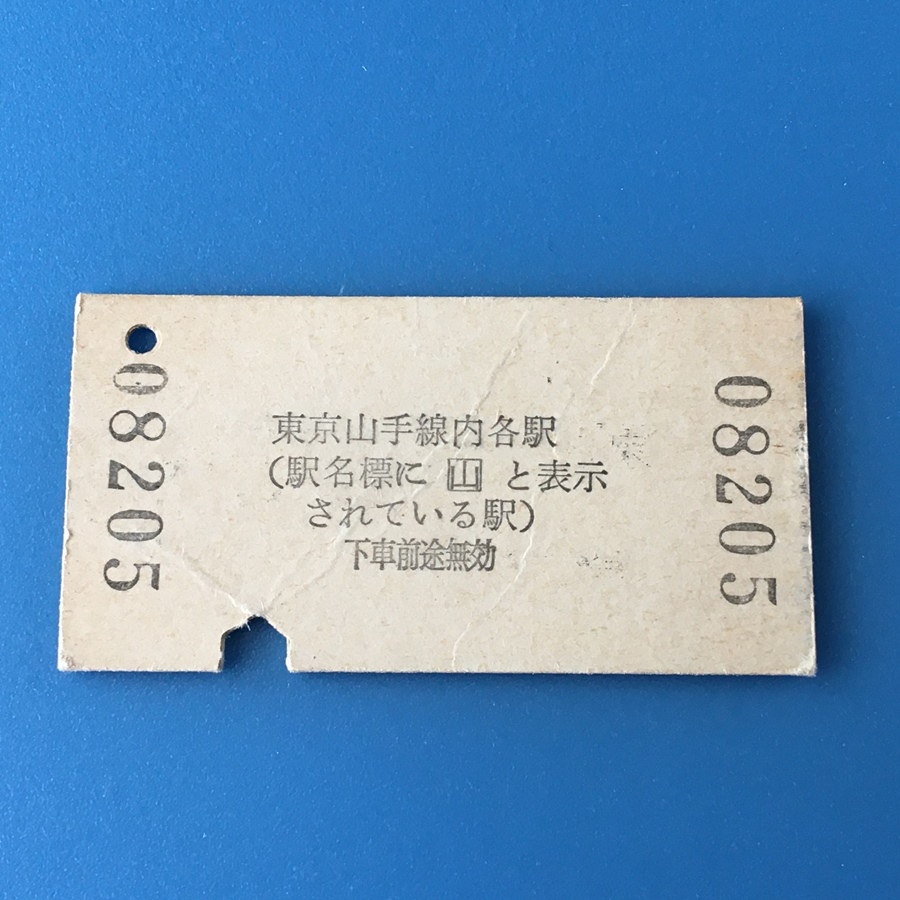 08205
東京山手線内各駅
（駅名標に 山 と表示
されている駅）
下車前途無効
08205